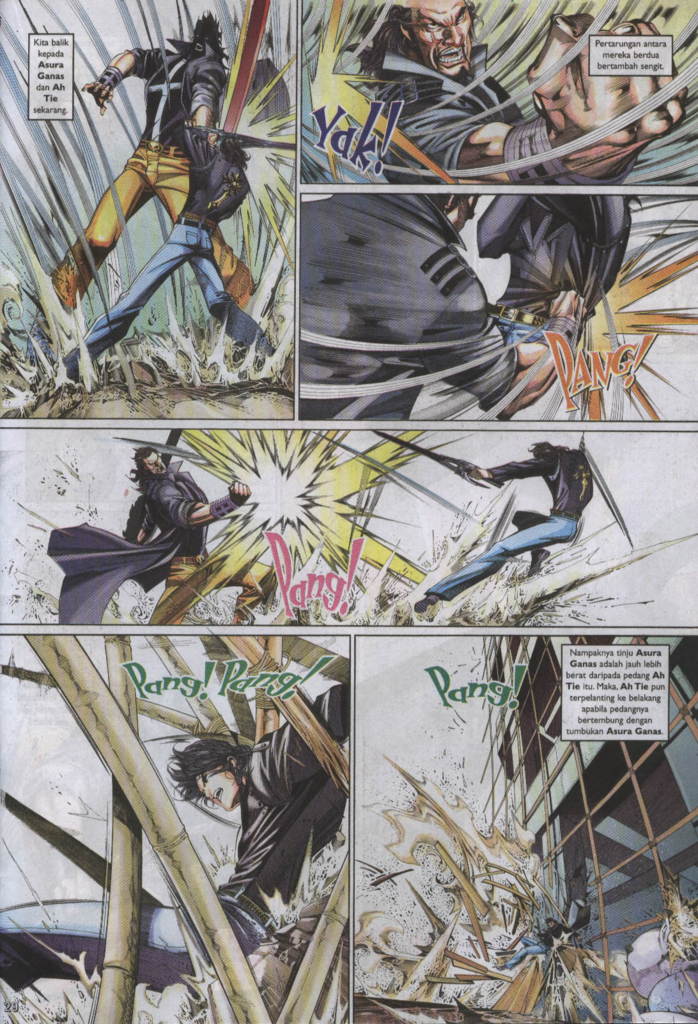 Kita balik
kepada
Asura
Ganas
dan Ah
Tie
sekarang.
Pertarungan antara
mereka berdua
bertambah sengit.
Yak!
PANG!
Pang!
Pang! Pang!
Pang!
Nampaknya tinju Asura
Ganas adalah jauh lebih
berat daripada pedang Ah
Tie itu. Maka, Ah Tie pun
terpelanting ke belakang
apabila pedangnya
bertembung dengan
tumbukan Asura Ganas.